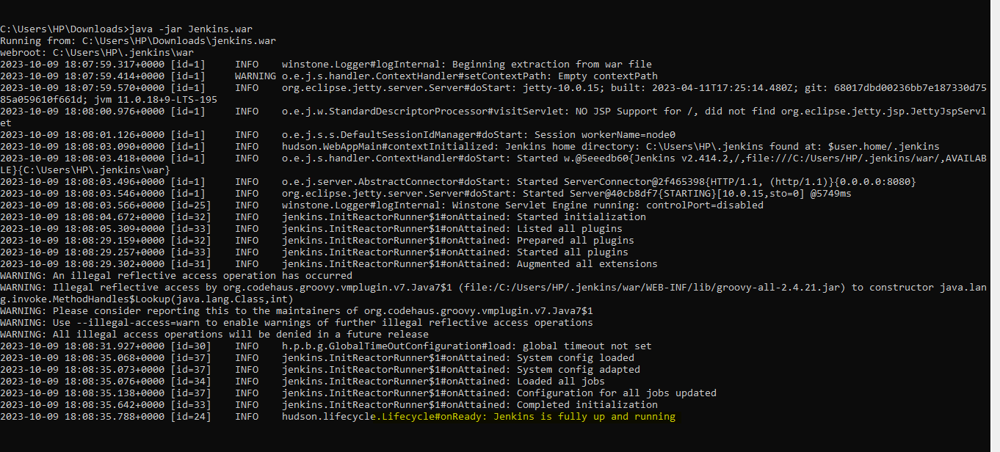 C:\Users\HP\Downloads>java -jar Jenkins.war
Running from: C:\Users\HP\Downloads\jenkins.war
webroot: C:\Users\HP\.jenkins\war
2023-10-09 18:07:59.317+0000 [id=1]     INFO    winstone.Logger#logInternal: Beginning extraction from war file
2023-10-09 18:07:59.414+0000 [id=1]     WARNING o.e.j.s.handler.ContextHandler#setContextPath: Empty contextPath
2023-10-09 18:07:59.570+0000 [id=1]     INFO    org.eclipse.jetty.server.Server#doStart: jetty-10.0.15; built: 2023-04-11T17:25:14.480Z; git: 68017dbd00236bb7e187330d75
85a059610f661d; jvm 11.0.18+9-LTS-195
2023-10-09 18:08:00.976+0000 [id=1]     INFO    o.e.j.w.StandardDescriptorProcessor#visitServlet: NO JSP Support for /, did not find org.eclipse.jetty.jsp.JettyJspServl
et
2023-10-09 18:08:01.126+0000 [id=1]     INFO    o.e.j.s.s.DefaultSessionIdManager#doStart: Session workerName=node0
2023-10-09 18:08:03.090+0000 [id=1]     INFO    hudson.WebAppMain#contextInitialized: Jenkins home directory: C:\Users\HP\.jenkins found at: $user.home/.jenkins
2023-10-09 18:08:03.418+0000 [id=1]     INFO    o.e.j.s.handler.ContextHandler#doStart: Started w.@5eeedb60{Jenkins v2.414.2,/,file:///C:/Users/HP/.jenkins/war/,AVAILAB
LE}{C:\Users\HP\.jenkins\war}
2023-10-09 18:08:03.496+0000 [id=1]     INFO    o.e.j.server.AbstractConnector#doStart: Started ServerConnector@2f465398{HTTP/1.1, (http/1.1)}{0.0.0.0:8080}
2023-10-09 18:08:03.546+0000 [id=1]     INFO    org.eclipse.jetty.server.Server#doStart: Started Server@40cb8df7{STARTING}[10.0.15,sto=0] @5749ms
2023-10-09 18:08:03.566+0000 [id=25]    INFO    winstone.Logger#logInternal: Winstone Servlet Engine running: controlPort=disabled
2023-10-09 18:08:04.672+0000 [id=32]    INFO    jenkins.InitReactorRunner$1#onAttained: Started initialization
2023-10-09 18:08:05.309+0000 [id=33]    INFO    jenkins.InitReactorRunner$1#onAttained: Listed all plugins
2023-10-09 18:08:29.159+0000 [id=32]    INFO    jenkins.InitReactorRunner$1#onAttained: Prepared all plugins
2023-10-09 18:08:29.257+0000 [id=33]    INFO    jenkins.InitReactorRunner$1#onAttained: Started all plugins
2023-10-09 18:08:29.302+0000 [id=31]    INFO    jenkins.InitReactorRunner$1#onAttained: Augmented all extensions
WARNING: An illegal reflective access operation has occurred
WARNING: Illegal reflective access by org.codehaus.groovy.vmplugin.v7.Java7$1 (file:/C:/Users/HP/.jenkins/war/WEB-INF/lib/groovy-all-2.4.21.jar) to constructor java.lan
g.invoke.MethodHandles$Lookup(java.lang.Class,int)
WARNING: Please consider reporting this to the maintainers of org.codehaus.groovy.vmplugin.v7.Java7$1
WARNING: Use --illegal-access=warn to enable warnings of further illegal reflective access operations
WARNING: All illegal access operations will be denied in a future release
2023-10-09 18:08:31.927+0000 [id=30]    INFO    h.p.b.g.GlobalTimeOutConfiguration#load: global timeout not set
2023-10-09 18:08:35.068+0000 [id=37]    INFO    jenkins.InitReactorRunner$1#onAttained: System config loaded
2023-10-09 18:08:35.073+0000 [id=37]    INFO    jenkins.InitReactorRunner$1#onAttained: System config adapted
2023-10-09 18:08:35.076+0000 [id=34]    INFO    jenkins.InitReactorRunner$1#onAttained: Loaded all jobs
2023-10-09 18:08:35.138+0000 [id=37]    INFO    jenkins.InitReactorRunner$1#onAttained: Configuration for all jobs updated
2023-10-09 18:08:35.642+0000 [id=33]    INFO    jenkins.InitReactorRunner$1#onAttained: Completed initialization
2023-10-09 18:08:35.788+0000 [id=24]    INFO    hudson.lifecycle.Lifecycle#onReady: Jenkins is fully up and running